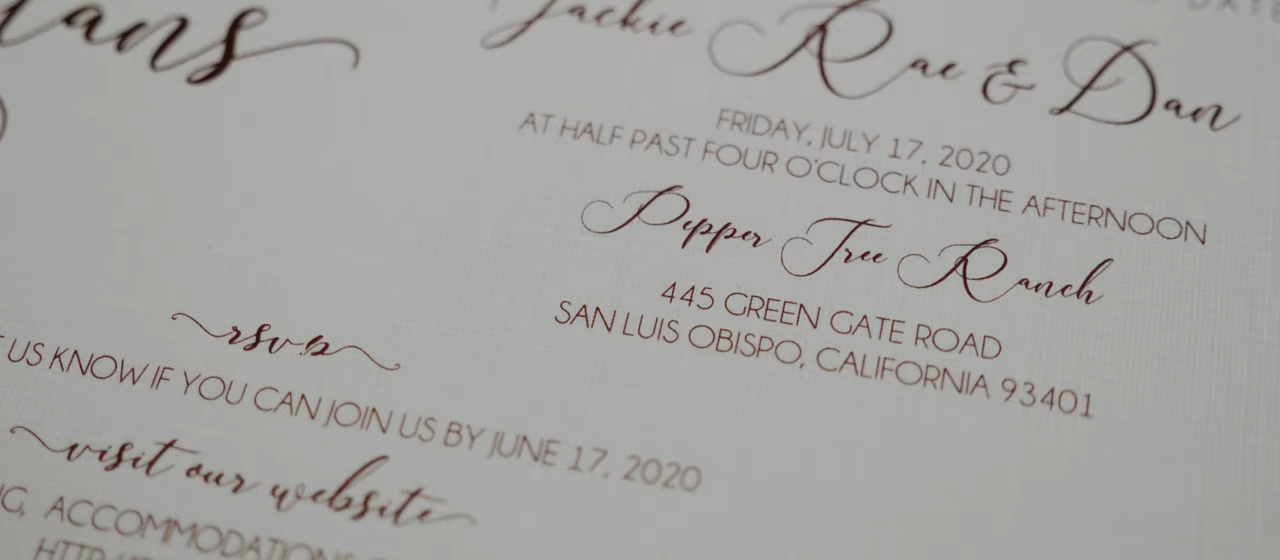 Jackie Rae & Dan
FRIDAY, JULY 17, 2020
AT HALF PAST FOUR O'CLOCK IN THE AFTERNOON
Pepper Tree Ranch
445 GREEN GATE ROAD
SAN LUIS OBISPO, CALIFORNIA 93401
rsvp
US KNOW IF YOU CAN JOIN US BY JUNE 17, 2020
visit our website
ACCOMMODATIONS